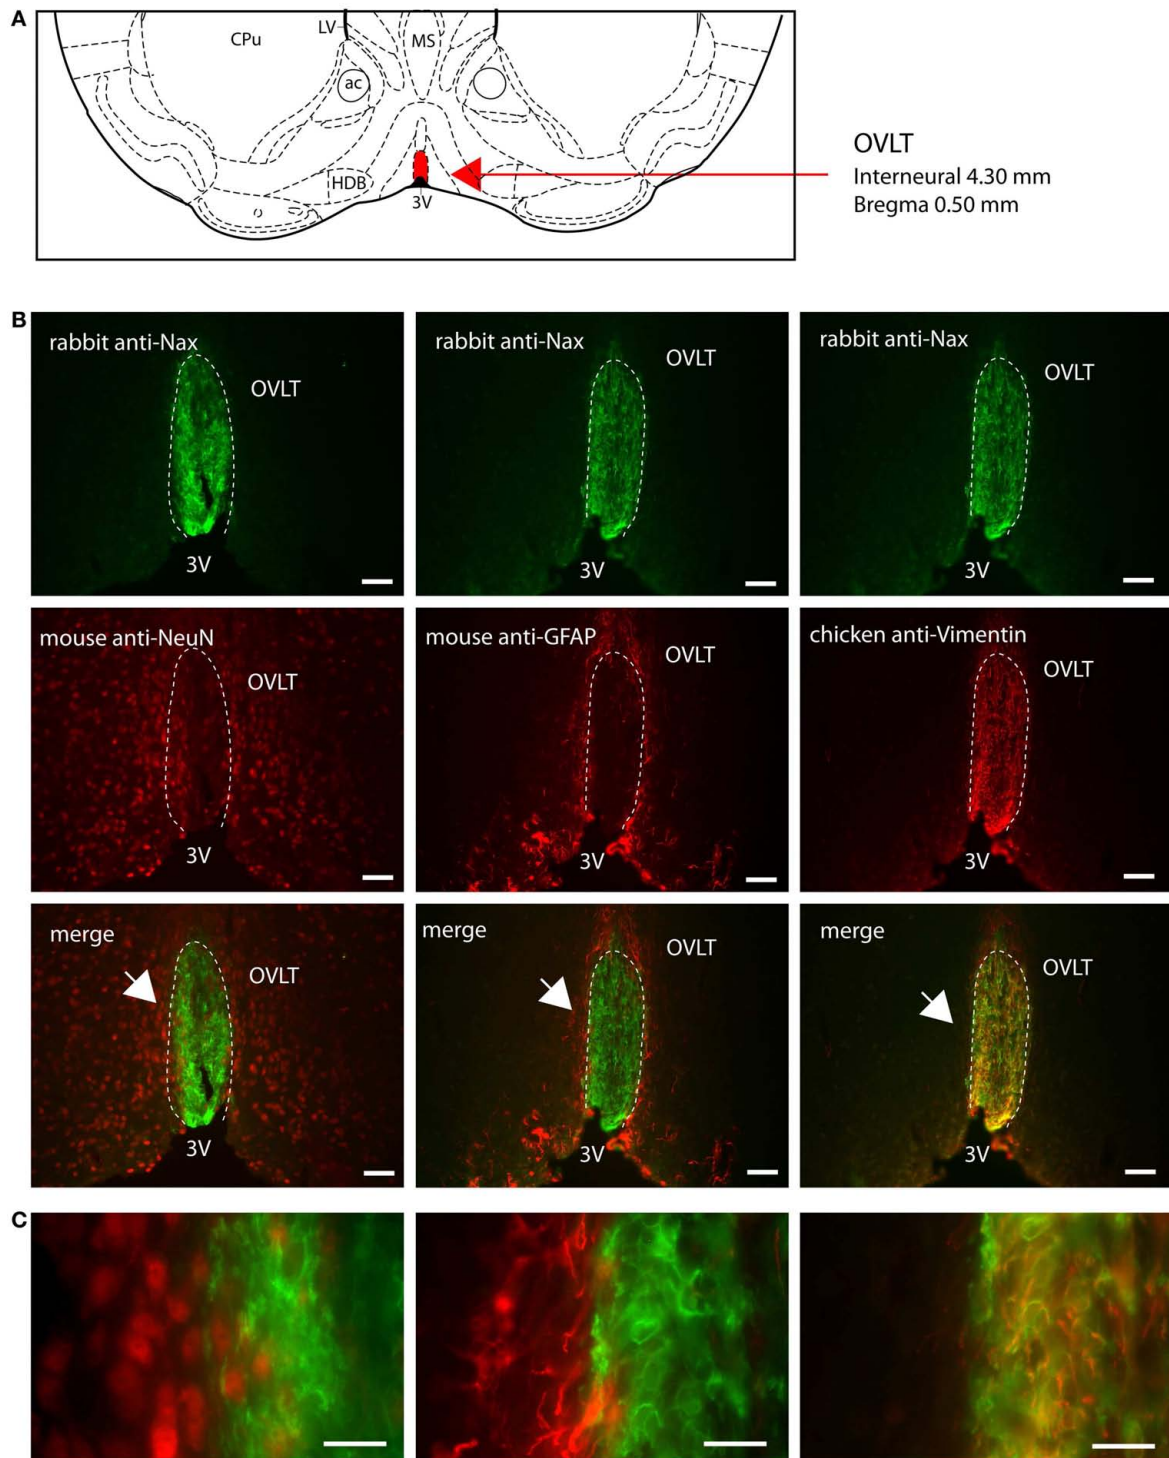 A
CPu
LV
MS
ac
HDB
3V
OVLT
Interneural 4.30 mm
Bregma 0.50 mm
B
rabbit anti-Nax
OVLT
3V
rabbit anti-Nax
OVLT
3V
rabbit anti-Nax
OVLT
3V
mouse anti-NeuN
OVLT
3V
mouse anti-GFAP
OVLT
3V
chicken anti-Vimentin
OVLT
3V
merge
OVLT
3V
merge
OVLT
3V
merge
OVLT
3V
C